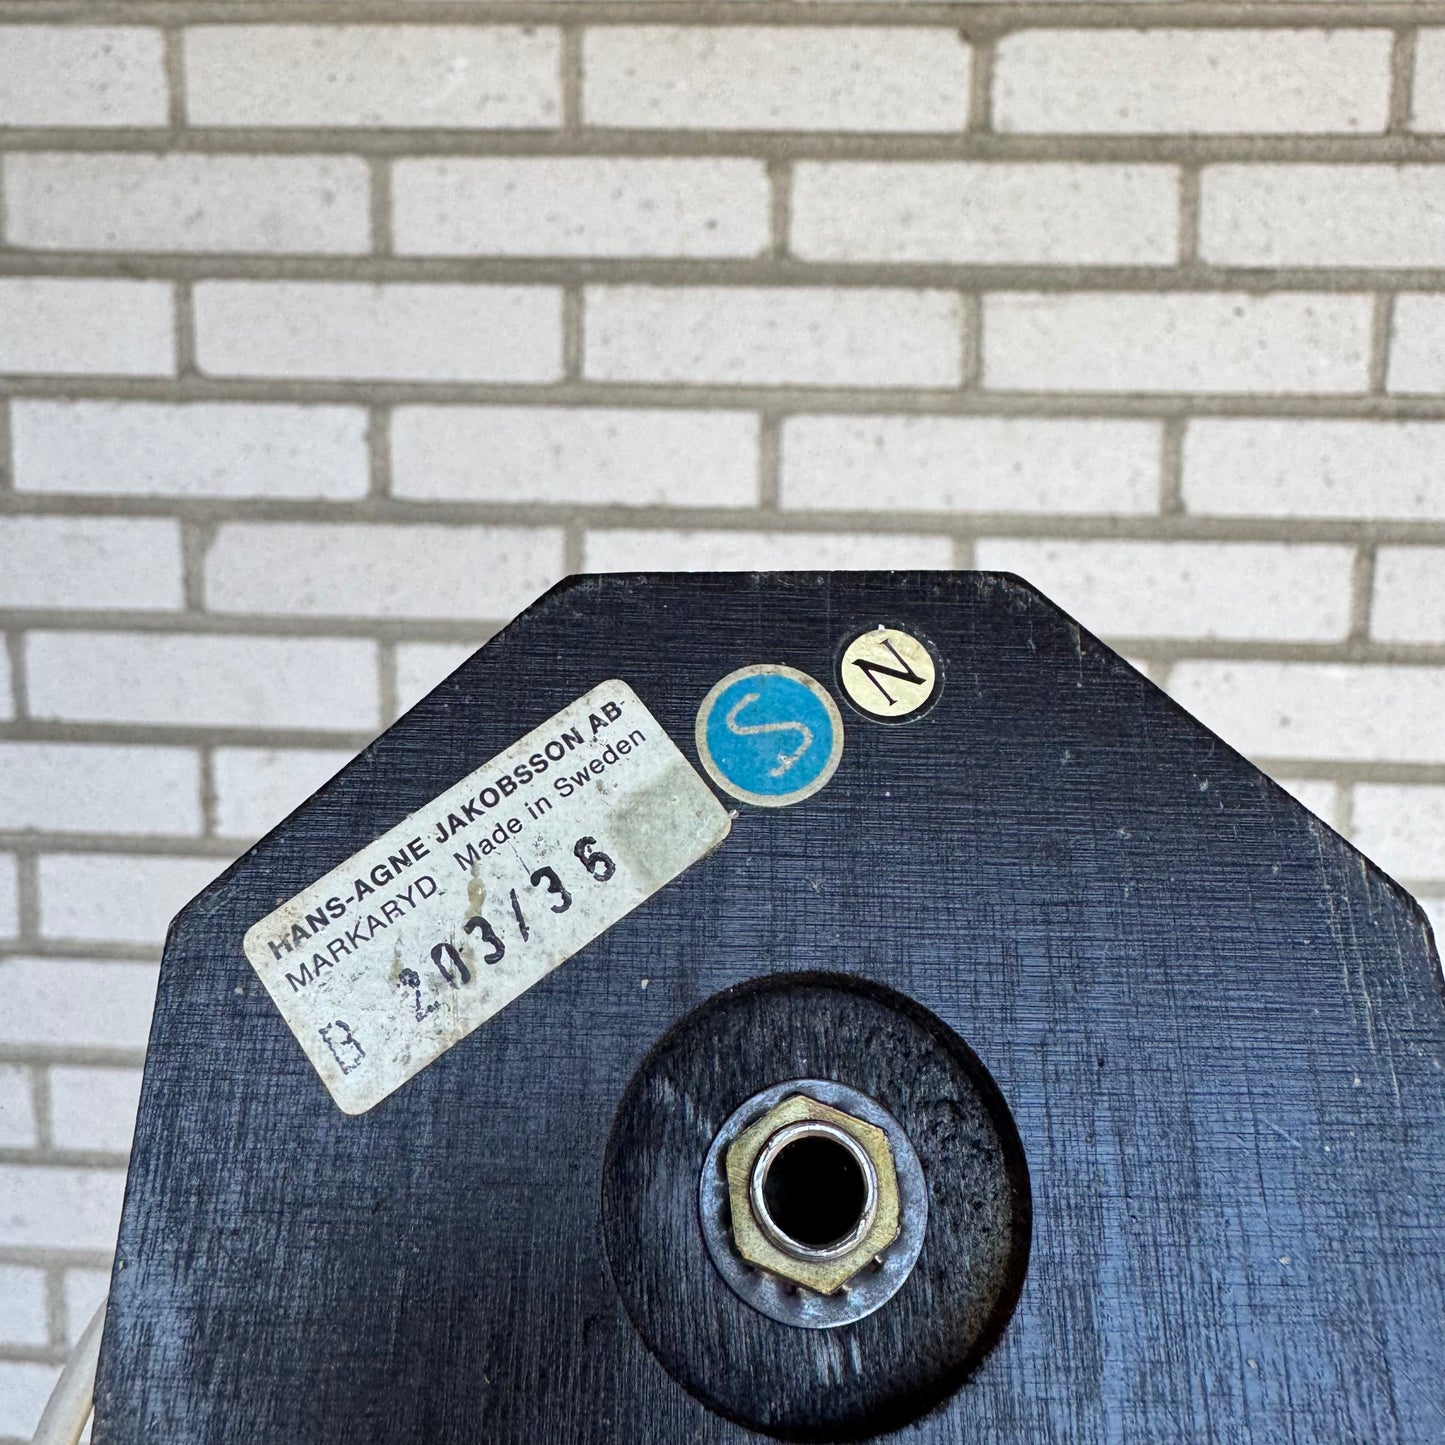 HANS-AGNE JAKOBSSON AB
MARKARYD Made in Sweden
B 203/36
S
N